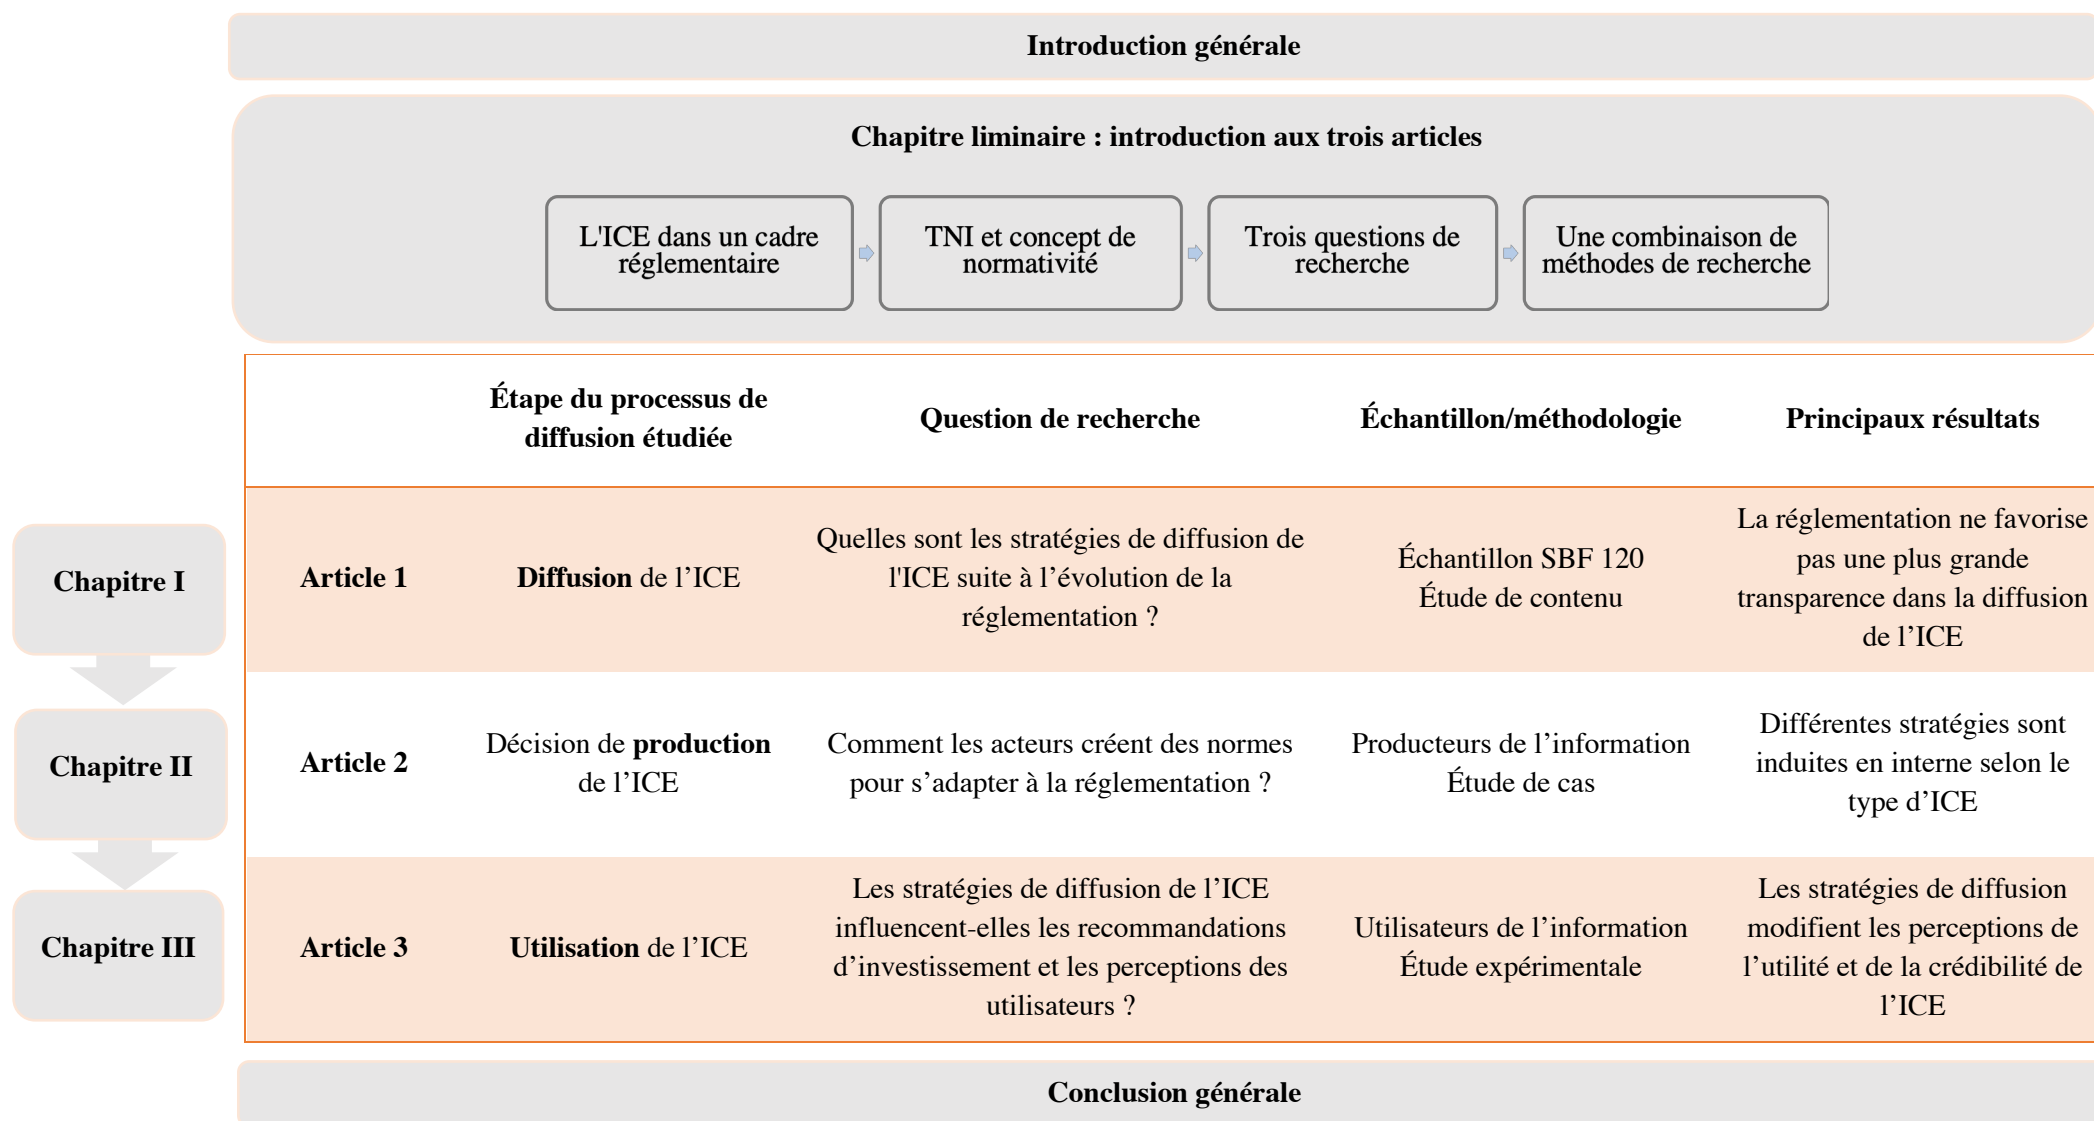 Introduction générale
Chapitre liminaire : introduction aux trois articles
L'ICE dans un cadre
réglementaire
TNI et concept de
normativité
Trois questions de
recherche
Une combinaison de
méthodes de recherche
Étape du processus de
diffusion étudiée
Question de recherche
Échantillon/méthodologie
Principaux résultats
Chapitre I
Article 1
Diffusion de l’ICE
Quelles sont les stratégies de diffusion de
l'ICE suite à l’évolution de la
réglementation ?
Échantillon SBF 120
Étude de contenu
La réglementation ne favorise
pas une plus grande
transparence dans la diffusion
de l’ICE
Chapitre II
Article 2
Décision de production
de l’ICE
Comment les acteurs créent des normes
pour s’adapter à la réglementation ?
Producteurs de l’information
Étude de cas
Différentes stratégies sont
induites en interne selon le
type d’ICE
Chapitre III
Article 3
Utilisation de l’ICE
Les stratégies de diffusion de l’ICE
influencent-elles les recommandations
d’investissement et les perceptions des
utilisateurs ?
Utilisateurs de l’information
Étude expérimentale
Les stratégies de diffusion
modifient les perceptions de
l’utilité et de la crédibilité de
l’ICE
Conclusion générale